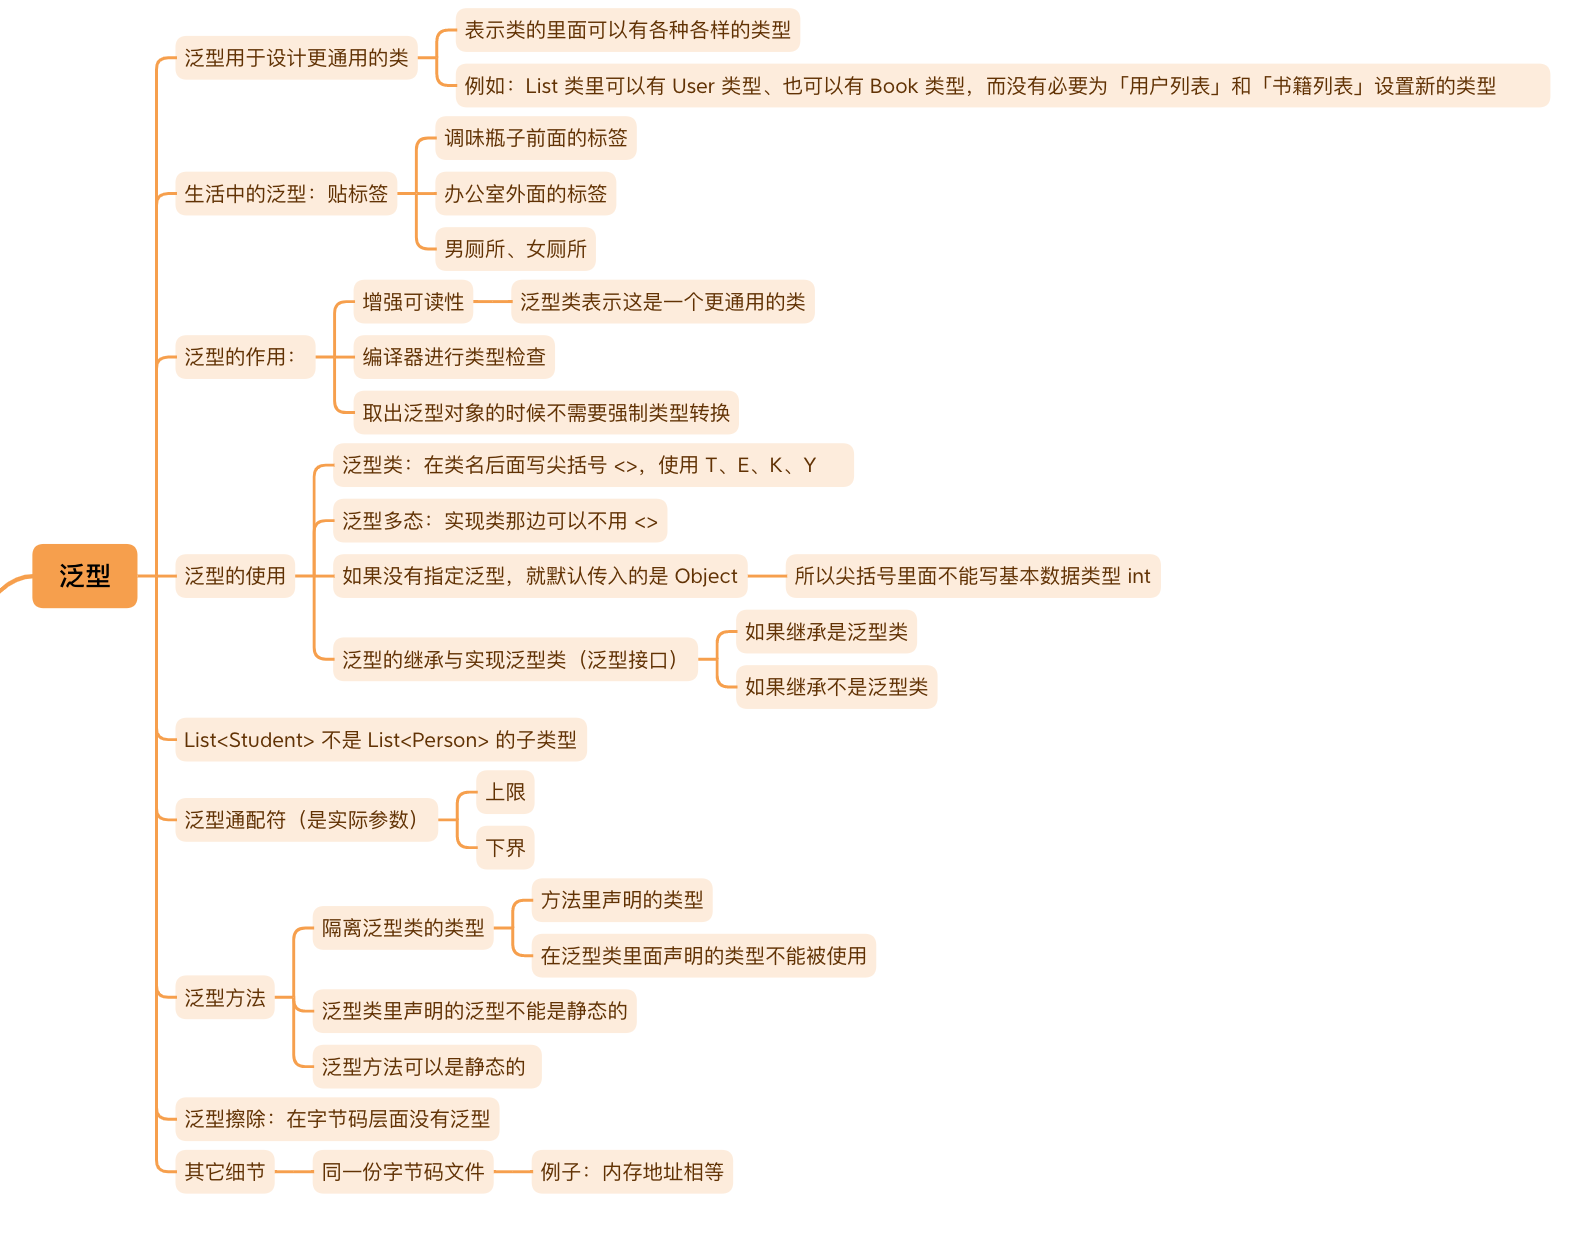 泛型
泛型用于设计更通用的类
表示类的里面可以有各种各样的类型
例如：List 类里可以有 User 类型、也可以有 Book 类型，而没有必要为「用户列表」和「书籍列表」设置新的类型
生活中的泛型：贴标签
调味瓶子前面的标签
办公室外面的标签
男厕所、女厕所
泛型的作用：
增强可读性
泛型类表示这是一个更通用的类
编译器进行类型检查
取出泛型对象的时候不需要强制类型转换
泛型的使用
泛型类：在类名后面写尖括号 <>，使用 T、E、K、Y
泛型多态：实现类那边可以不用 <>
如果没有指定泛型，就默认传入的是 Object
所以尖括号里面不能写基本数据类型 int
泛型的继承与实现泛型类（泛型接口）
如果继承是泛型类
如果继承不是泛型类
List<Student> 不是 List<Person> 的子类型
泛型通配符（是实际参数）
上限
下界
泛型方法
隔离泛型类的类型
方法里声明的类型
在泛型类里面声明的类型不能被使用
泛型类里声明的泛型不能是静态的
泛型方法可以是静态的
泛型擦除：在字节码层面没有泛型
其它细节
同一份字节码文件
例子：内存地址相等